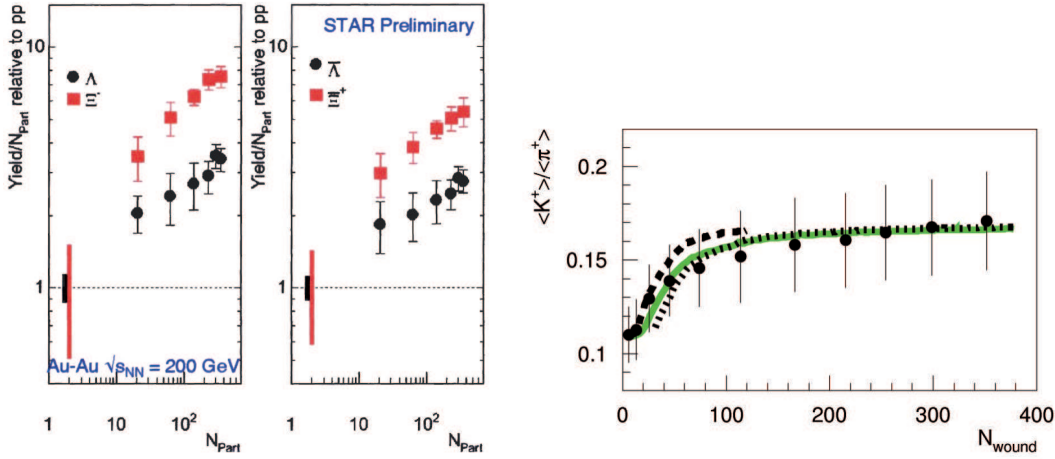 Yield/N_Part relative to pp
10
1
Λ
Ξ⁻
Au-Au √s_NN = 200 GeV
1 10 10² N_Part
Yield/N_Part relative to pp
10
1
STAR Preliminary
Λ̅
Ξ̅⁺
1 10 10² N_Part
<K⁺>/<π⁺>
0.2
0.15
0.1
0 100 200 300 400
N_wound